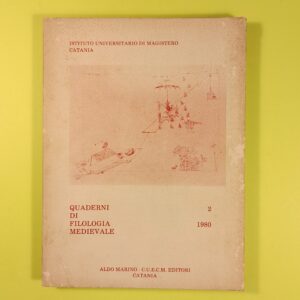 ISTITUTO UNIVERSITARIO DI MAGISTERO
CATANIA
QUADERNI
DI
FILOLOGIA
MEDIEVALE
2
1980
ALDO MARINO - C.U.E.C.M. EDITORI
CATANIA